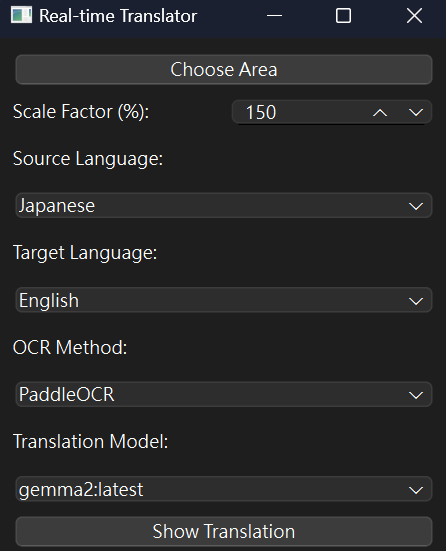 Real-time Translator
Choose Area
Scale Factor (%): 150
Source Language:
Japanese
Target Language:
English
OCR Method:
PaddleOCR
Translation Model:
gemma2:latest
Show Translation